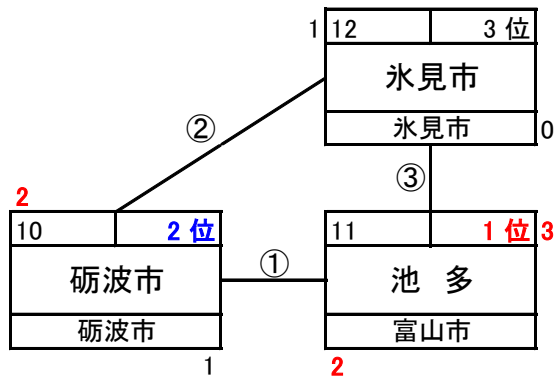 1 12 3 位
氷見市
氷見市 0
②
③
2
10 2 位
砺波市
砺波市
1
①
11 1 位 3
池 多
富山市
2